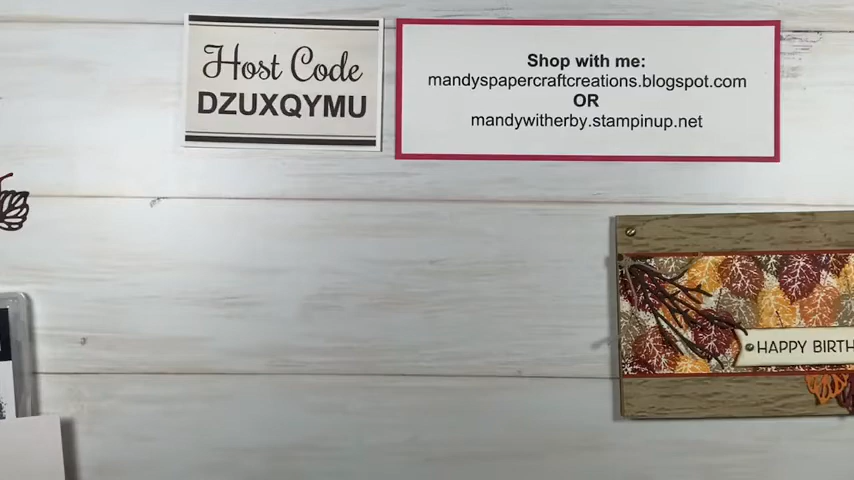 Host Code
DZUXQYMU
Shop with me:
mandyspapercraftcreations.blogspot.com
OR
mandywitherby.stampinup.net
HAPPY BIRTH